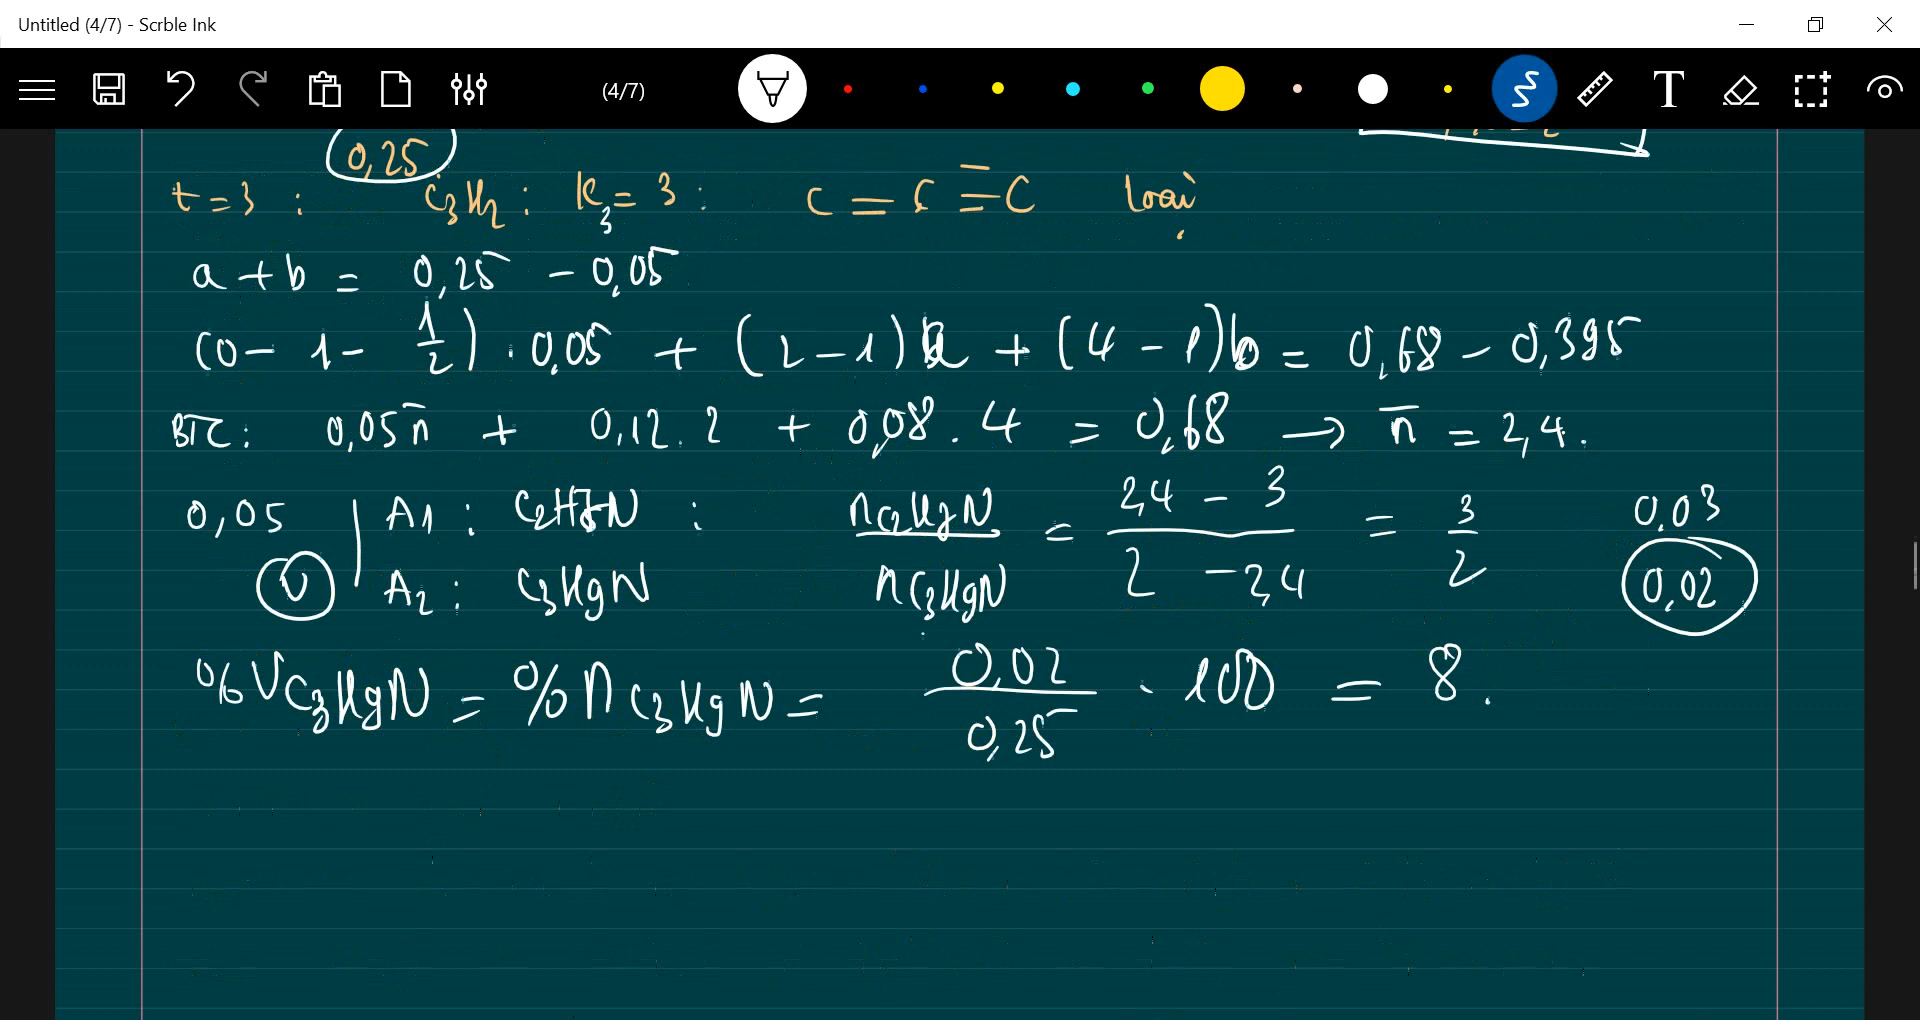 Untitled (4/7) - Scrble Ink
(4/7)
0,25
t = 3 : C3H2 : k3 = 3 : C = C ≡ C loại
a + b = 0,25 - 0,05
(0 - 1 - 1/2) . 0,05 + (2 - 1)a + (4 - 1)b = 0,68 - 0,395
BTC : 0,05n̄ + 0,12 . 2 + 0,08 . 4 = 0,68 → n̄ = 2,4.
0,05 | A1 : C2H7N : nC2H7N / nC3H9N = 2,4 - 3 / 2 - 2,4 = 3/2 0,03
V | A2 : C3H9N 0,02
%VC3H9N = %nC3H9N = 0,02 / 0,25 . 100 = 8.